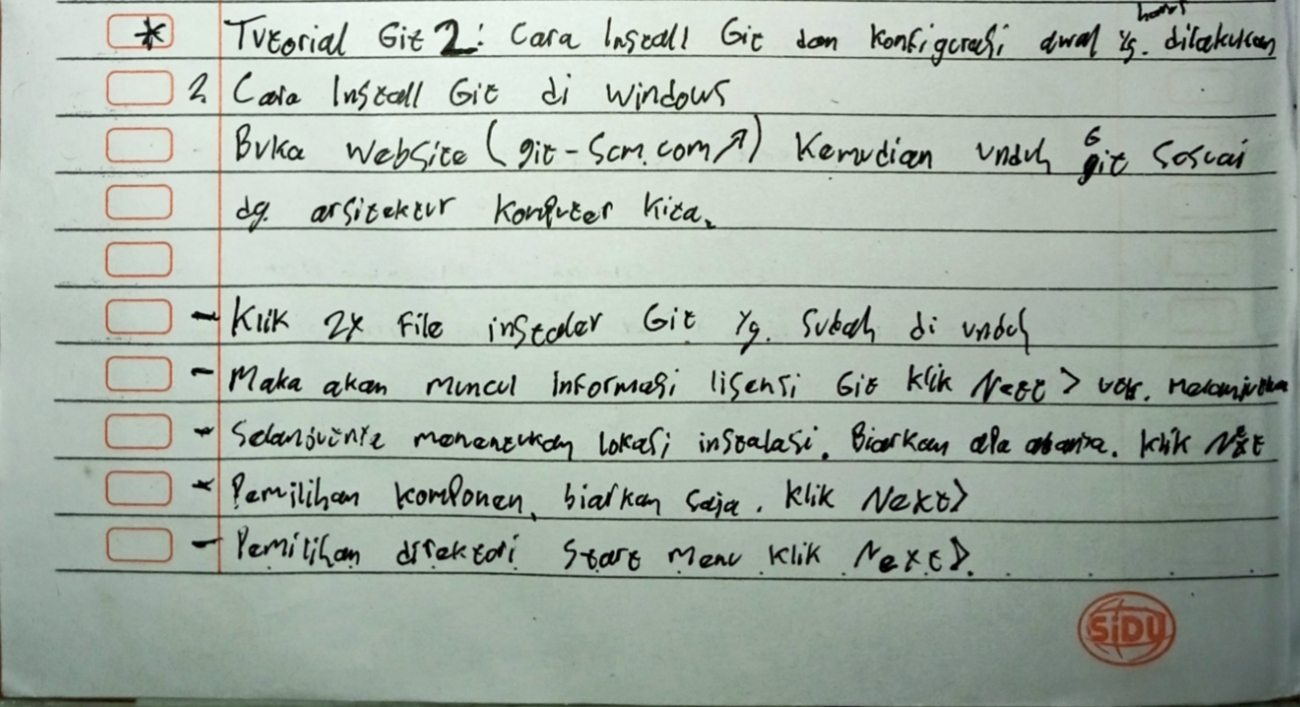 * Tutorial Git 2: Cara Install Git dan konfigurasi awal yg. harus dilakukan
2 Cara Install Git di windows
Buka website (git-scm.com↗) Kemudian unduh Git sesuai
dg. arsitektur komputer kita.
- Klik 2x File instaler Git yg. sudah di unduh
- Maka akan muncul Informasi lisensi Git klik Next > utk. melanjutkan
- Selanjutnya menentukan lokasi instalasi. Biarkan apa adanya. klik Next
* Pemilihan komponen, biarkan saja. klik Next>
- Pemilihan direktori Start Menu klik Next>.
SiDU